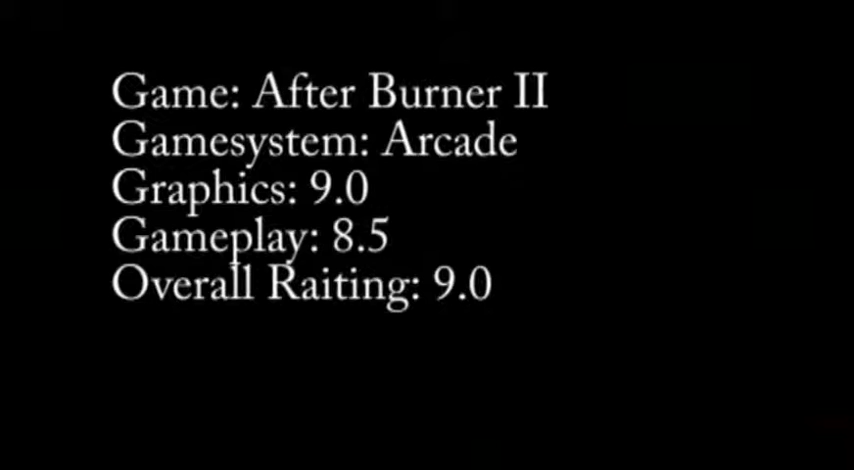 Game: After Burner II
Gamesystem: Arcade
Graphics: 9.0
Gameplay: 8.5
Overall Raiting: 9.0